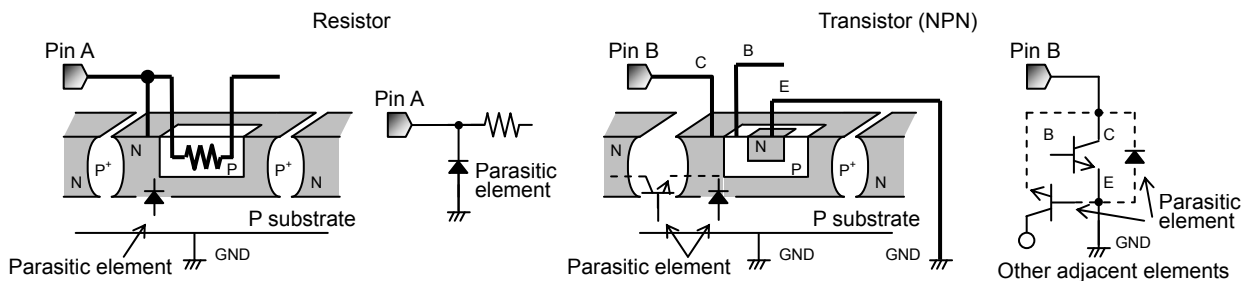 Resistor
Transistor (NPN)
Pin A
Pin B
B
Pin B
C
E
Pin A
N
P
N
P+
P+
N
Parasitic
element
N
P
N
P+
P+
N
B
C
E
P substrate
P substrate
Parasitic
element
GND
GND
GND
GND
Parasitic element
Parasitic element
Other adjacent elements